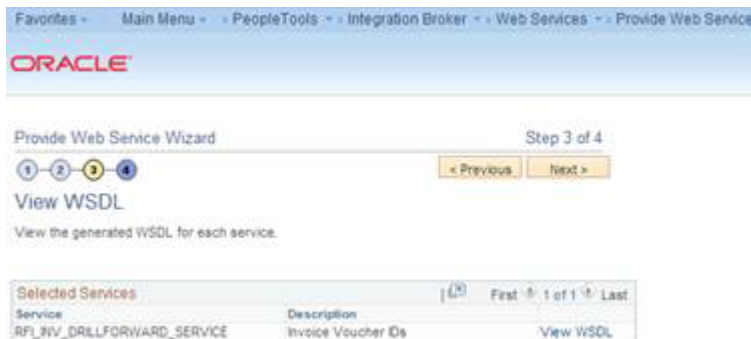 Favorites Main Menu PeopleTools Integration Broker Web Services Provide Web Service
ORACLE
Provide Web Service Wizard Step 3 of 4
1 2 3 4 < Previous Next >
View WSDL
View the generated WSDL for each service.
Selected Services First 1 of 1 Last
Service Description
RFI_INV_DRILLFORWARD_SERVICE Invoice Voucher IDs View WSDL